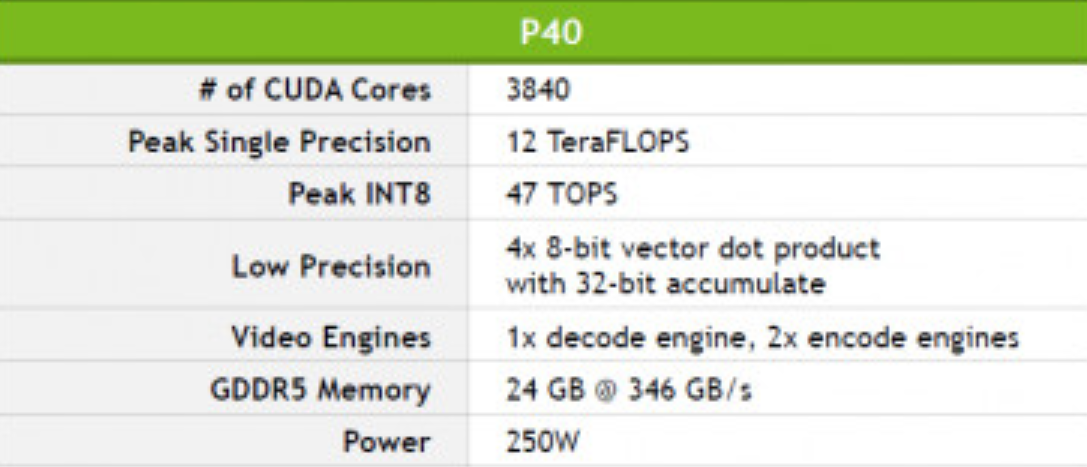 P40
# of CUDA Cores 3840
Peak Single Precision 12 TeraFLOPS
Peak INT8 47 TOPS
Low Precision 4x 8-bit vector dot product
with 32-bit accumulate
Video Engines 1x decode engine, 2x encode engines
GDDR5 Memory 24 GB @ 346 GB/s
Power 250W